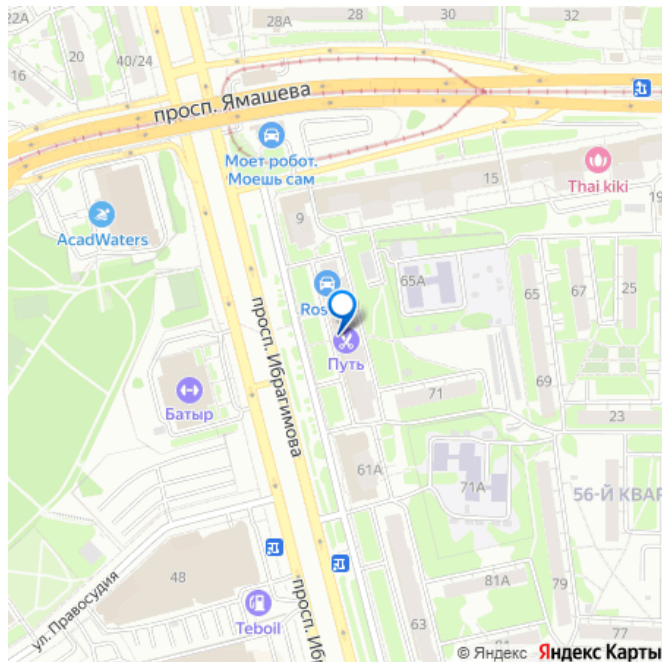 22А
28А
28
30
32
16
20
40/24
просп. Ямашева
Моет робот.
Моешь сам
15
Thai kiki
19
9
AcadWaters
65А
65
67
25
Ros
просп. Ибрагимова
Путь
Батыр
71
69
23
61А
71А
56-Й КВАР
48
ул. Правосудия
просп. Иб
Teboil
63
81А
79
77
© Яндекс Яндекс Карты